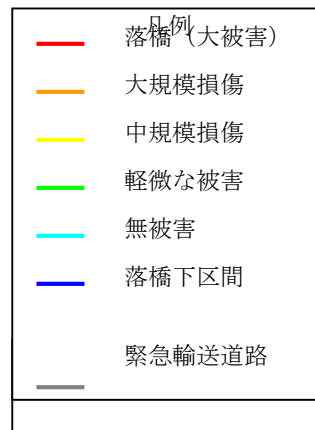 凡例
落橋（大被害）
大規模損傷
中規模損傷
軽微な被害
無被害
落橋下区間
緊急輸送道路